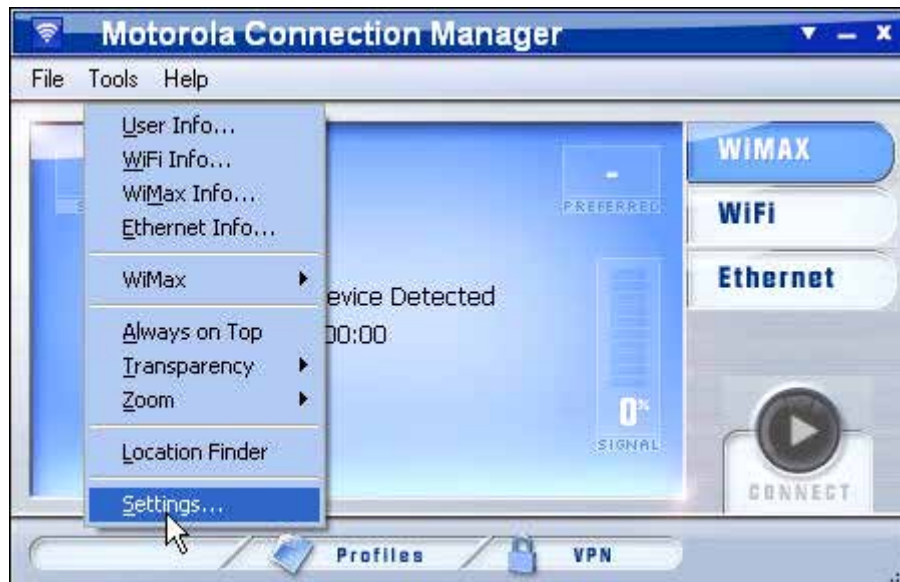 Motorola Connection Manager
File Tools Help
User Info...
WiFi Info...
WiMax Info...
Ethernet Info...
WiMax
Always on Top
Transparency
Zoom
Location Finder
Settings...
-
PREFERRED
evice Detected
00:00
0%
SIGNAL
WiMAX
WiFi
Ethernet
CONNECT
Profiles
VPN